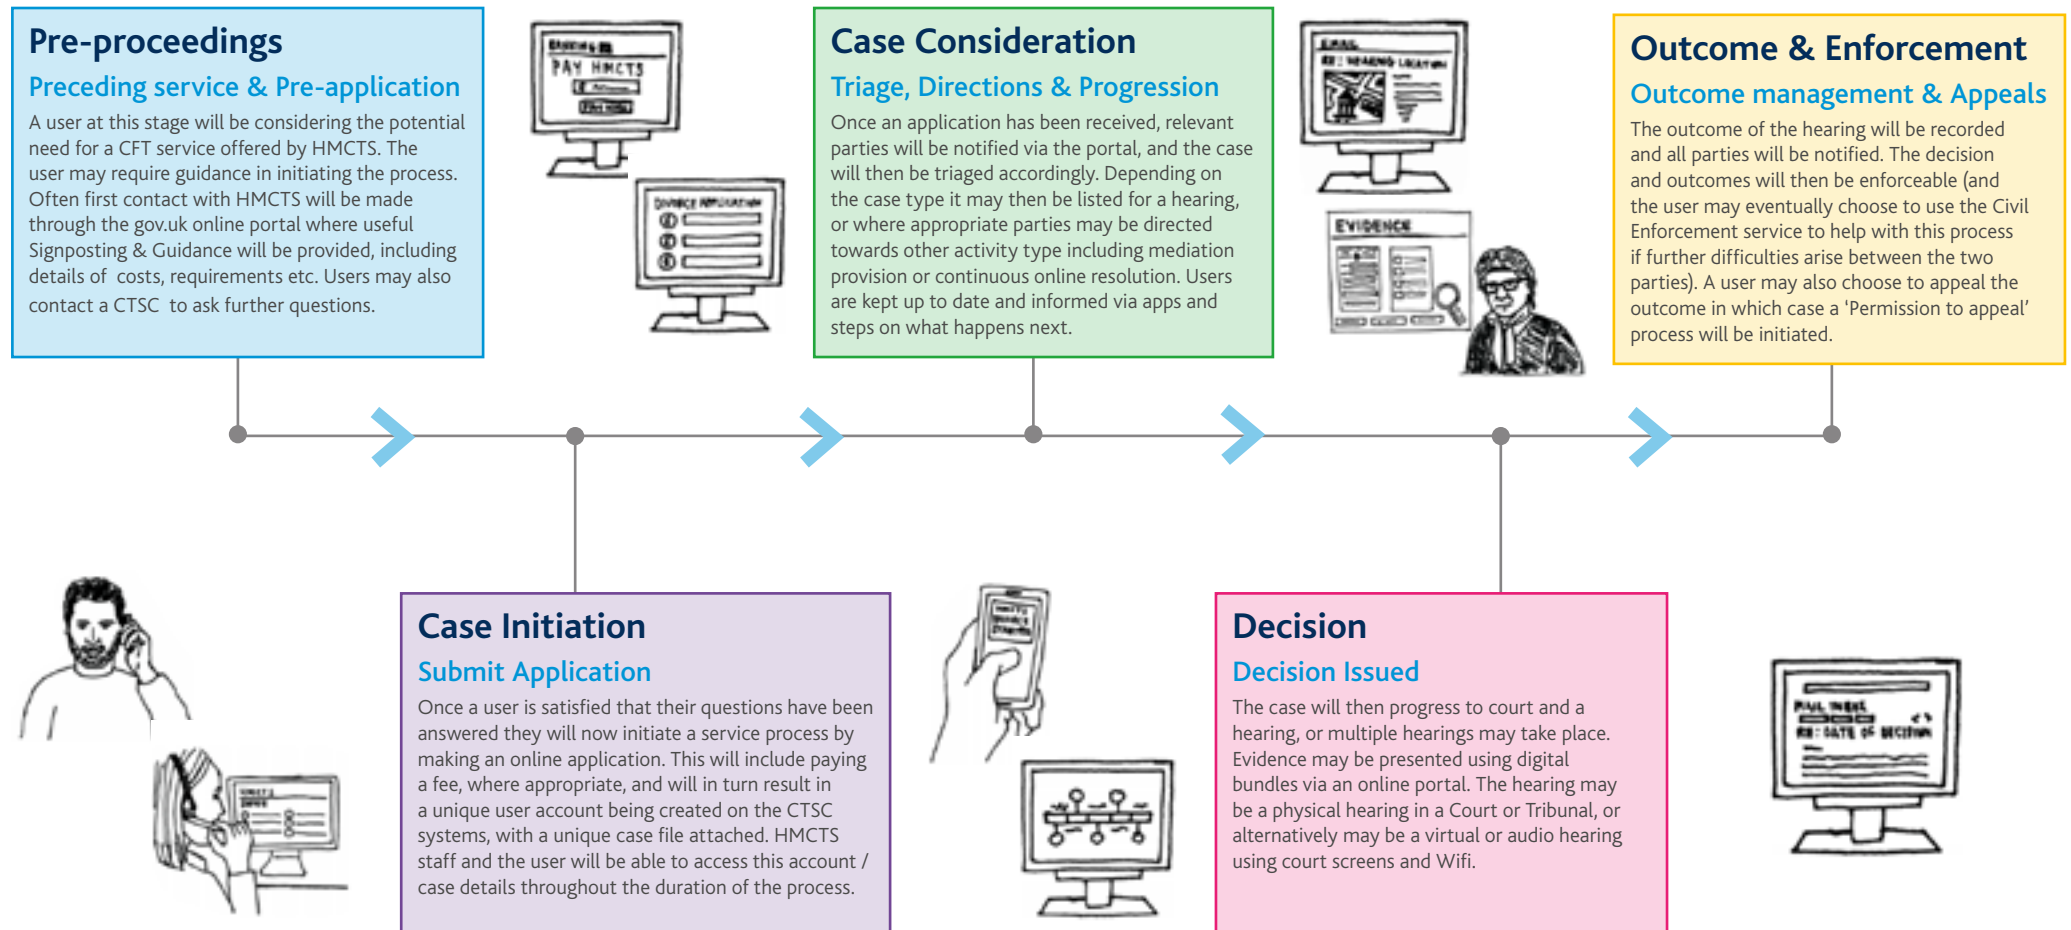 Pre-proceedings
Preceding service & Pre-application
A user at this stage will be considering the potential
need for a CFT service offered by HMCTS. The
user may require guidance in initiating the process.
Often first contact with HMCTS will be made
through the gov.uk online portal where useful
Signposting & Guidance will be provided, including
details of costs, requirements etc. Users may also
contact a CTSC to ask further questions.
PAY HMCTS
DIVORCE APPLICATION
Case Initiation
Submit Application
Once a user is satisfied that their questions have been
answered they will now initiate a service process by
making an online application. This will include paying
a fee, where appropriate, and will in turn result in
a unique user account being created on the CTSC
systems, with a unique case file attached. HMCTS
staff and the user will be able to access this account /
case details throughout the duration of the process.
Case Consideration
Triage, Directions & Progression
Once an application has been received, relevant
parties will be notified via the portal, and the case
will then be triaged accordingly. Depending on
the case type it may then be listed for a hearing,
or where appropriate parties may be directed
towards other activity type including mediation
provision or continuous online resolution. Users
are kept up to date and informed via apps and
steps on what happens next.
EMAIL
RE: HEARING LOCATION
EVIDENCE
Decision
Decision Issued
The case will then progress to court and a
hearing, or multiple hearings may take place.
Evidence may be presented using digital
bundles via an online portal. The hearing may
be a physical hearing in a Court or Tribunal, or
alternatively may be a virtual or audio hearing
using court screens and Wifi.
Outcome & Enforcement
Outcome management & Appeals
The outcome of the hearing will be recorded
and all parties will be notified. The decision
and outcomes will then be enforceable (and
the user may eventually choose to use the Civil
Enforcement service to help with this process
if further difficulties arise between the two
parties). A user may also choose to appeal the
outcome in which case a 'Permission to appeal'
process will be initiated.
RE: DATE OF DECISION